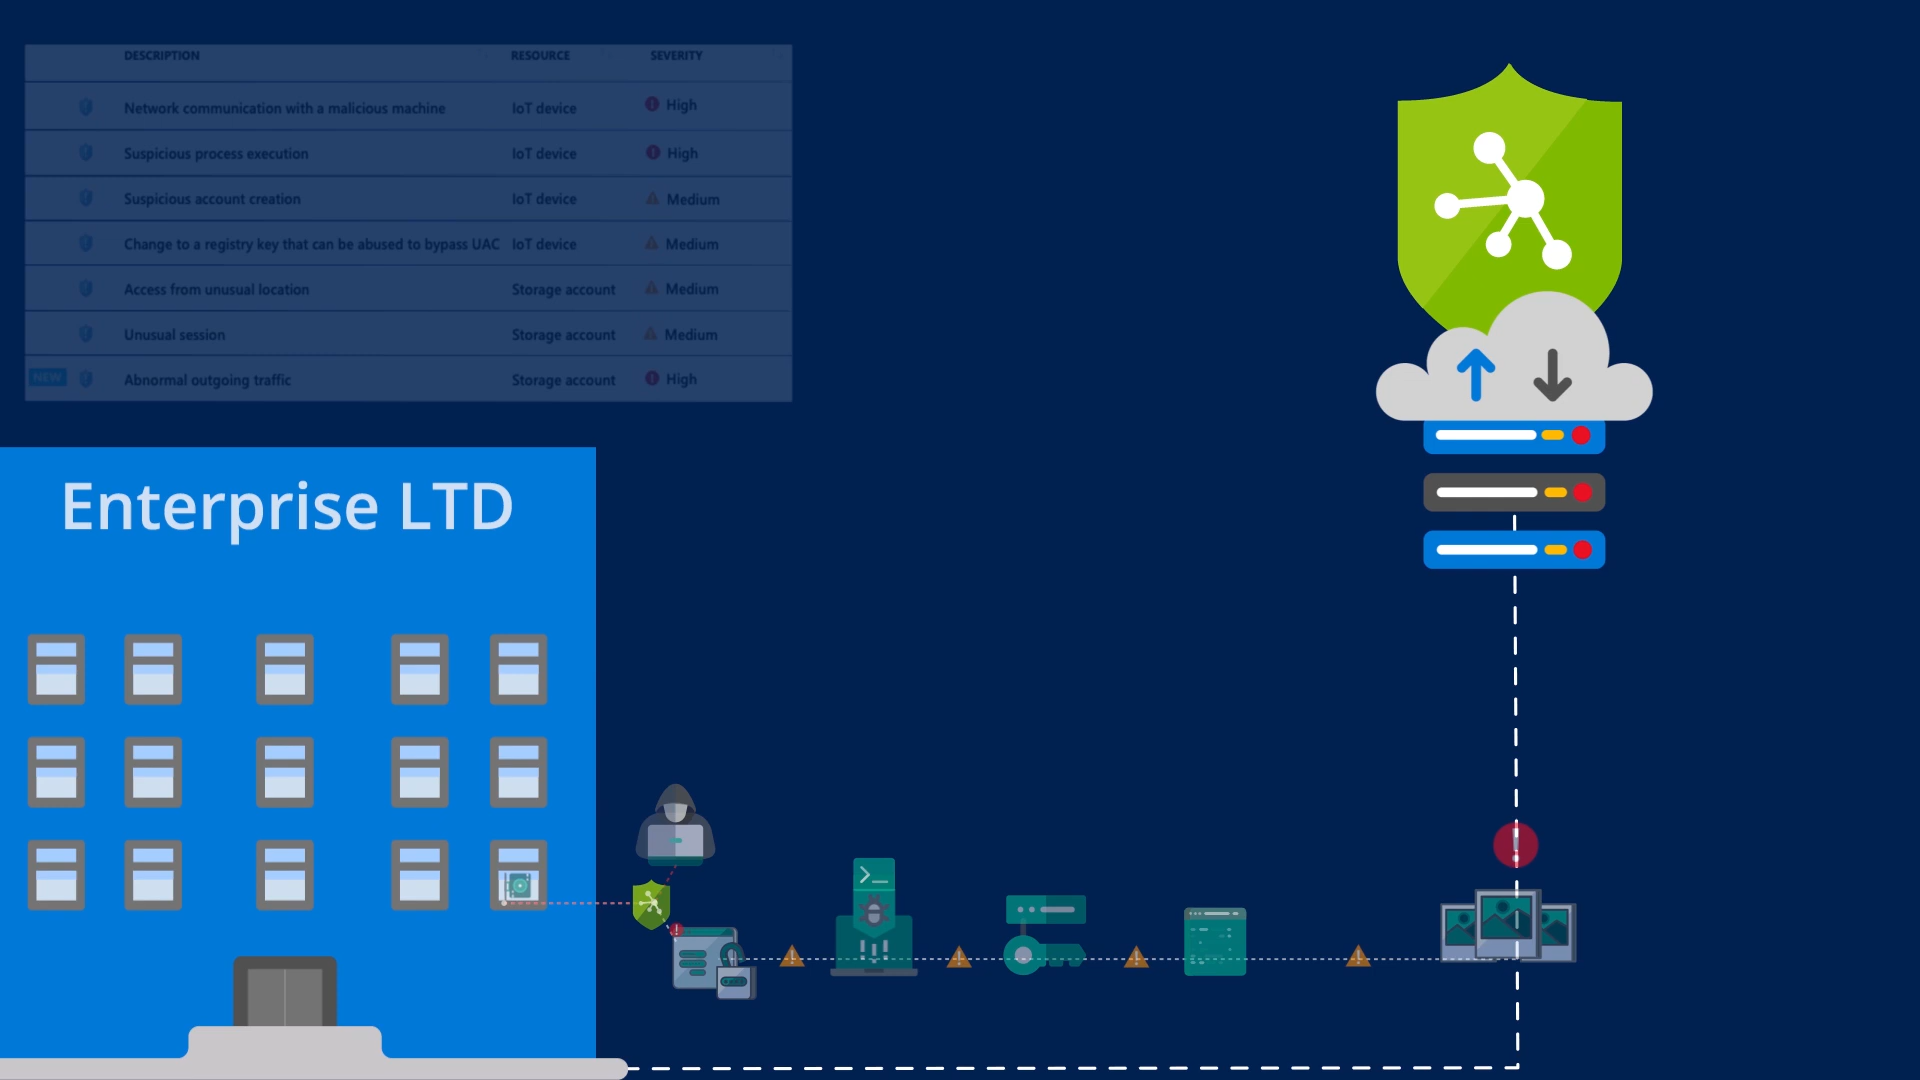 DESCRIPTION RESOURCE SEVERITY
Network communication with a malicious machine IoT device High
Suspicious process execution IoT device High
Suspicious account creation IoT device Medium
Change to a registry key that can be abused to bypass UAC IoT device Medium
Access from unusual location Storage account Medium
Unusual session Storage account Medium
NEW Abnormal outgoing traffic Storage account High
Enterprise LTD